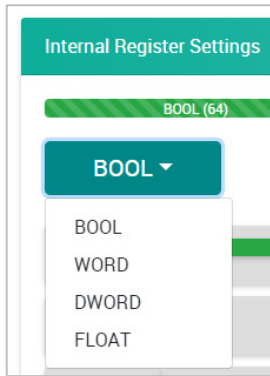 Internal Register Settings
BOOL (64)
BOOL
BOOL
WORD
DWORD
FLOAT